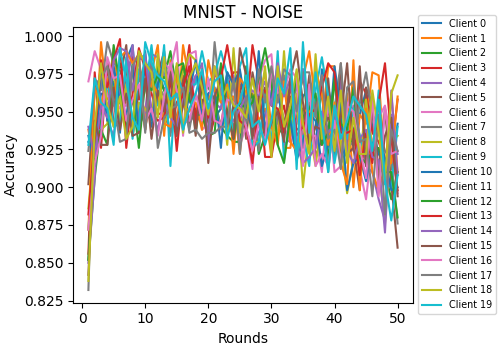 MNIST - NOISE
Accuracy
1.000
0.975
0.950
0.925
0.900
0.875
0.850
0.825
0
10
20
30
40
50
Rounds
Client 0
Client 1
Client 2
Client 3
Client 4
Client 5
Client 6
Client 7
Client 8
Client 9
Client 10
Client 11
Client 12
Client 13
Client 14
Client 15
Client 16
Client 17
Client 18
Client 19